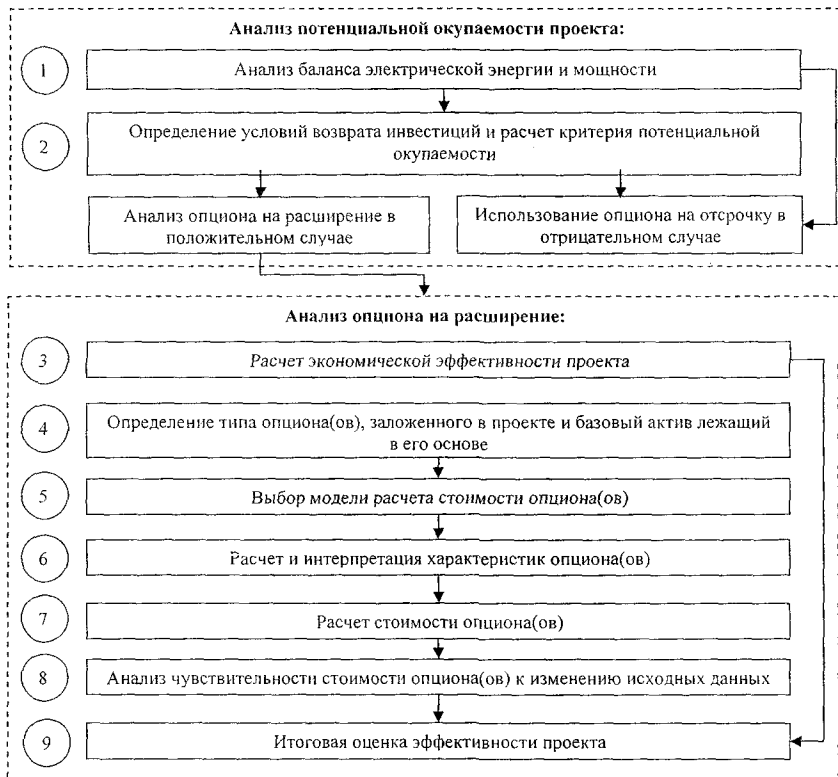 Анализ потенциальной окупаемости проекта:
1
Анализ баланса электрической энергии и мощности
2
Определение условий возврата инвестиций и расчет критерия потенциальной
окупаемости
Анализ опциона на расширение в
положительном случае
Использование опциона на отсрочку в
отрицательном случае
Анализ опциона на расширение:
3
Расчет экономической эффективности проекта
4
Определение типа опциона(ов), заложенного в проекте и базовый актив лежащий
в его основе
5
Выбор модели расчета стоимости опциона(ов)
6
Расчет и интерпретация характеристик опциона(ов)
7
Расчет стоимости опциона(ов)
8
Анализ чувствительности стоимости опциона(ов) к изменению исходных данных
9
Итоговая оценка эффективности проекта